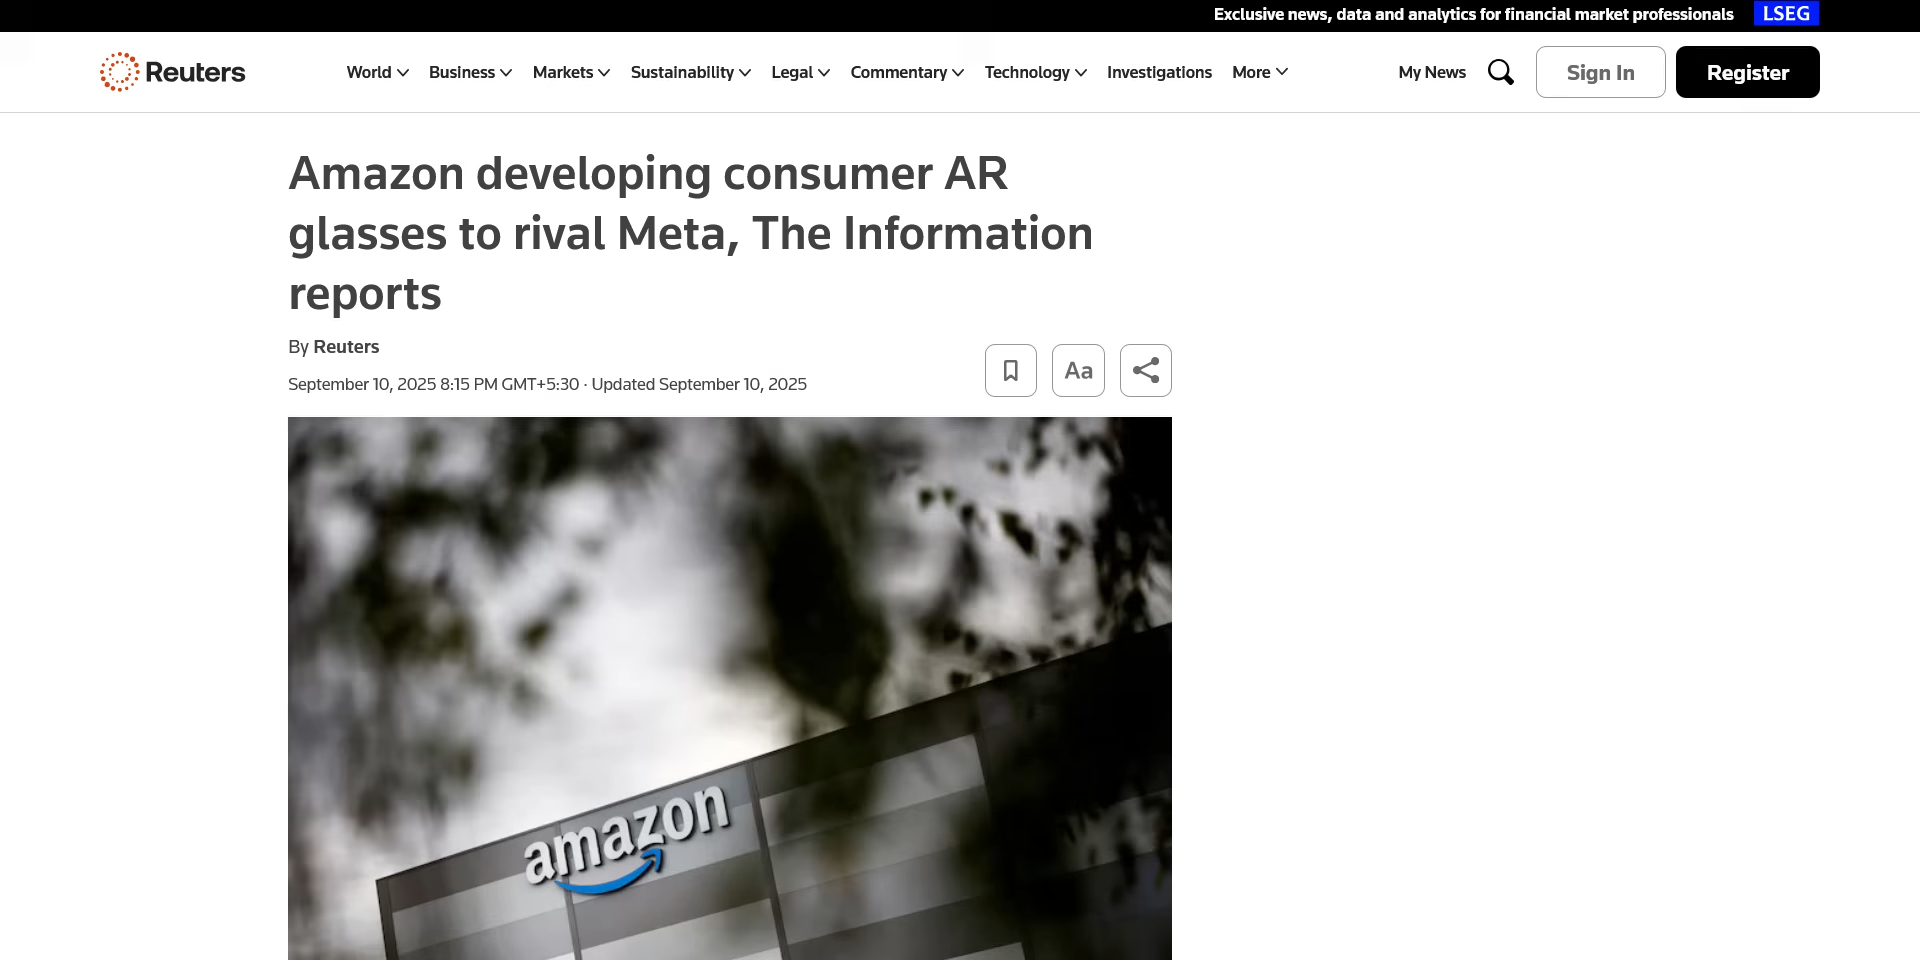 Exclusive news, data and analytics for financial market professionals LSEG
Reuters World Business Markets Sustainability Legal Commentary Technology Investigations More My News Sign In Register
Amazon developing consumer AR
glasses to rival Meta, The Information
reports
By Reuters
September 10, 2025 8:15 PM GMT+5:30 · Updated September 10, 2025
Aa
amazon